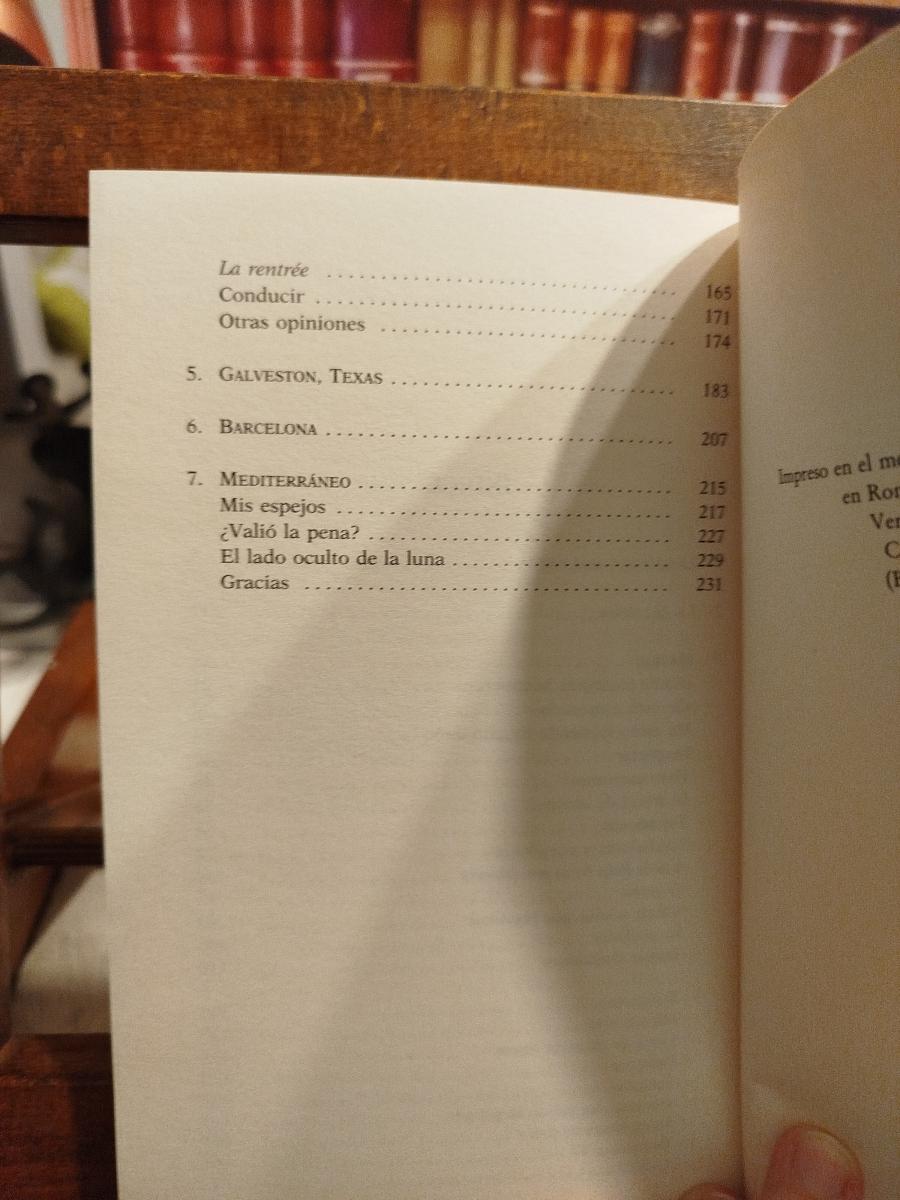 La rentrée ........................................ 165
Conducir ........................................ 171
Otras opiniones ................................ 174
5. GALVESTON, TEXAS ............................ 183
6. BARCELONA .................................... 207
7. MEDITERRÁNEO ................................ 215
Mis espejos ...................................... 217
¿Valió la pena? .................................. 227
El lado oculto de la luna ........................ 229
Gracias .......................................... 231
Impreso en el m
en Ro
Ver
C
(